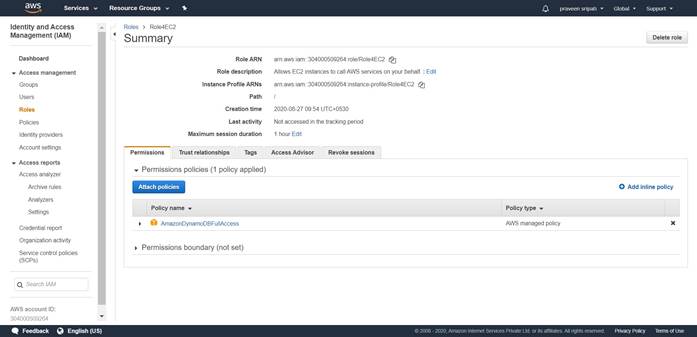 aws Services Resource Groups praveen sripati Global Support
Identity and Access Management (IAM)
Dashboard
Access management
Groups
Users
Roles
Policies
Identity providers
Account settings
Access reports
Access analyzer
Archive rules
Analyzers
Settings
Credential report
Organization activity
Service control policies (SCPs)
Search IAM
AWS account ID:
304000509264
Roles > Role4EC2
Summary
Delete role
Role ARN arn:aws:iam::304000509264:role/Role4EC2
Role description Allows EC2 instances to call AWS services on your behalf. | Edit
Instance Profile ARNs arn:aws:iam::304000509264:instance-profile/Role4EC2
Path /
Creation time 2020-06-27 09:54 UTC+0530
Last activity Not accessed in the tracking period
Maximum session duration 1 hour Edit
Permissions Trust relationships Tags Access Advisor Revoke sessions
Permissions policies (1 policy applied)
Attach policies Add inline policy
Policy name Policy type
AmazonDynamoDBFullAccess AWS managed policy
Permissions boundary (not set)
Feedback English (US) © 2008 - 2020, Amazon Internet Services Private Ltd. or its affiliates. All rights reserved. Privacy Policy Terms of Use